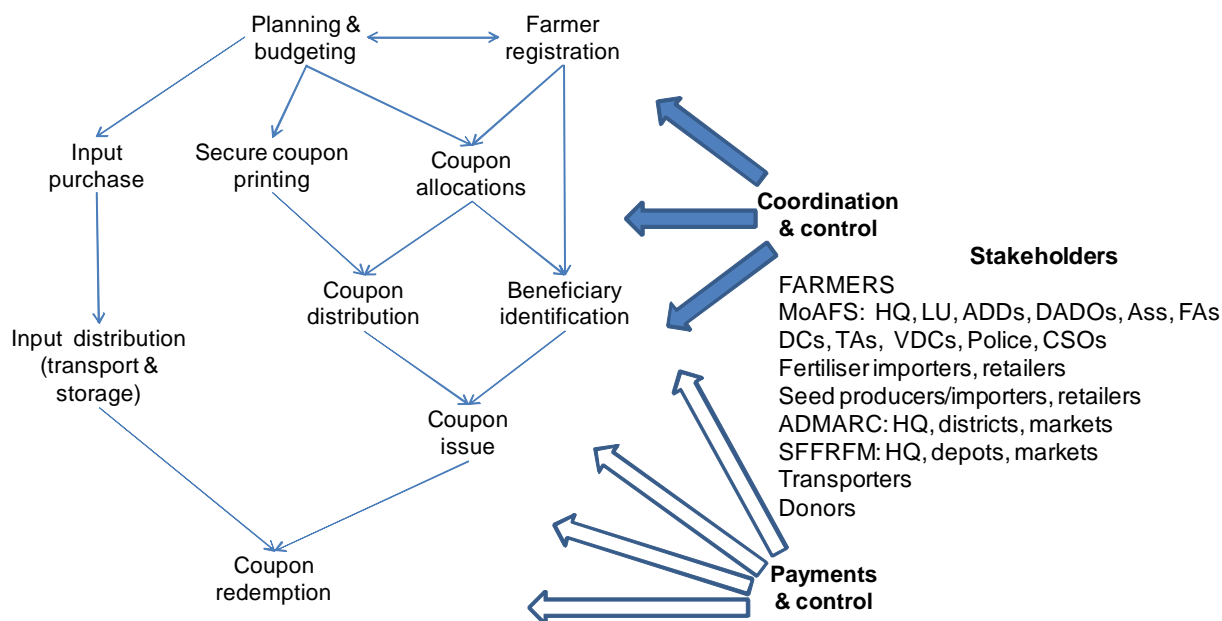 Planning &
budgeting
Farmer
registration
Input
purchase
Secure coupon
printing
Coupon
allocations
Coordination
& control
Stakeholders
Coupon
distribution
Beneficiary
identification
Input distribution
(transport &
storage)
FARMERS
MoAFS: HQ, LU, ADDs, DADOs, Ass, FAs
DCs, TAs, VDCs, Police, CSOs
Fertiliser importers, retailers
Seed producers/importers, retailers
ADMARC: HQ, districts, markets
SFFRFM: HQ, depots, markets
Transporters
Donors
Coupon
issue
Coupon
redemption
Payments
& control